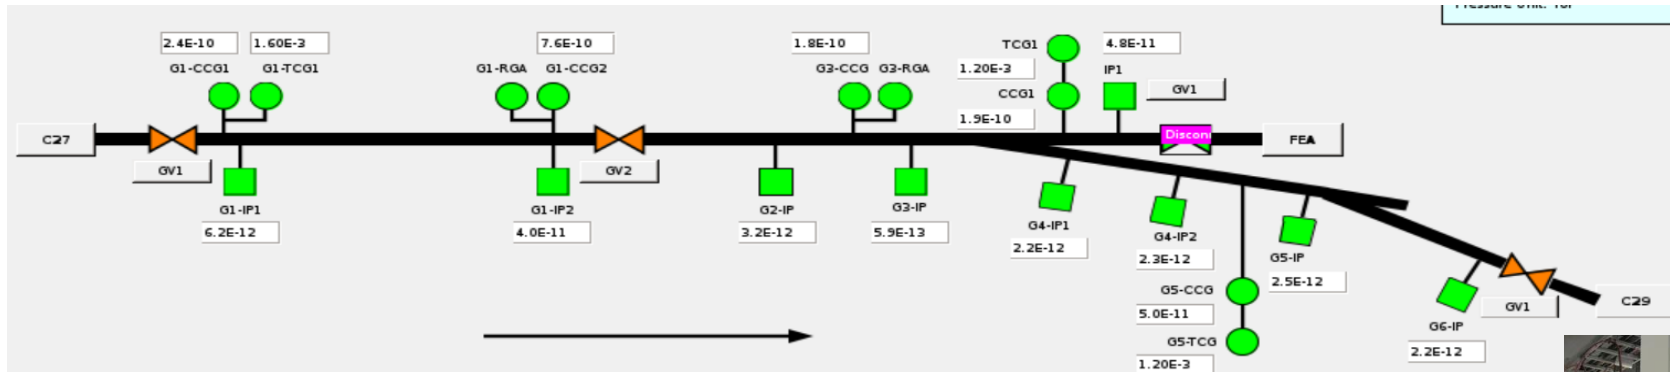 Pressure Unit: Tor
2.4E-10
1.60E-3
7.6E-10
1.8E-10
TCG1
4.8E-11
G1-CCG1
G1-TCG1
G1-RGA
G1-CCG2
G3-CCG
G3-RGA
1.20E-3
IP1
CCG1
GV1
1.9E-10
C27
Discon
FEA
GV1
GV2
G1-IP1
G1-IP2
G2-IP
G3-IP
6.2E-12
4.0E-11
3.2E-12
5.9E-13
G4-IP1
2.2E-12
G4-IP2
2.3E-12
G5-IP
2.5E-12
G5-CCG
5.0E-11
G5-TCG
1.20E-3
GV1
C29
G6-IP
2.2E-12